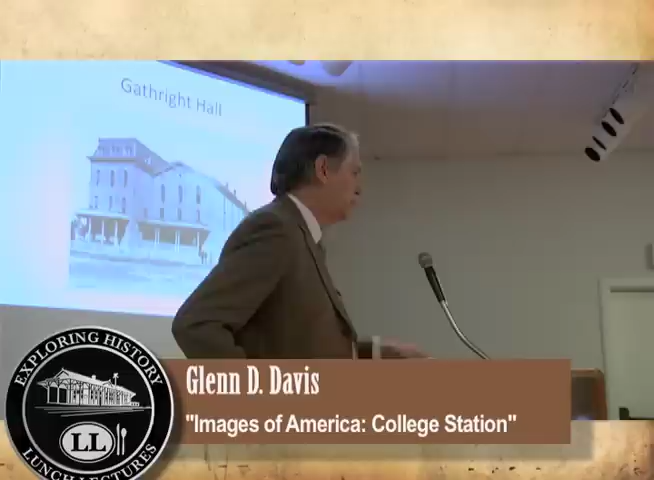 Gathright Hall
Glenn D. Davis
"Images of America: College Station"
EXPLORING HISTORY
LL
LUNCH LECTURES